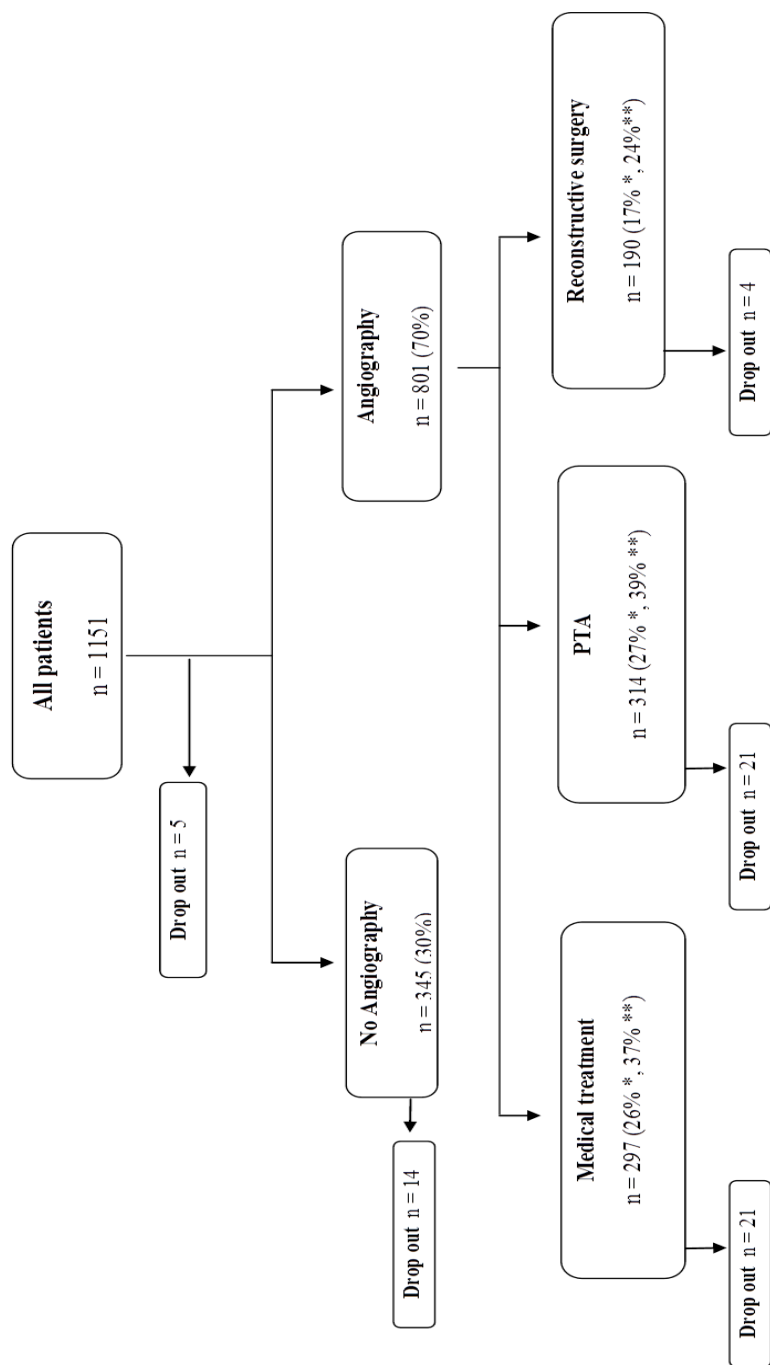 All patients
n = 1151
Drop out n = 5
No Angiography
n = 345 (30%)
Angiography
n = 801 (70%)
Drop out n = 14
Medical treatment
n = 297 (26% *, 37% **)
PTA
n = 314 (27% *, 39% **)
Reconstructive surgery
n = 190 (17% *, 24%**)
Drop out n = 21
Drop out n = 21
Drop out n = 4